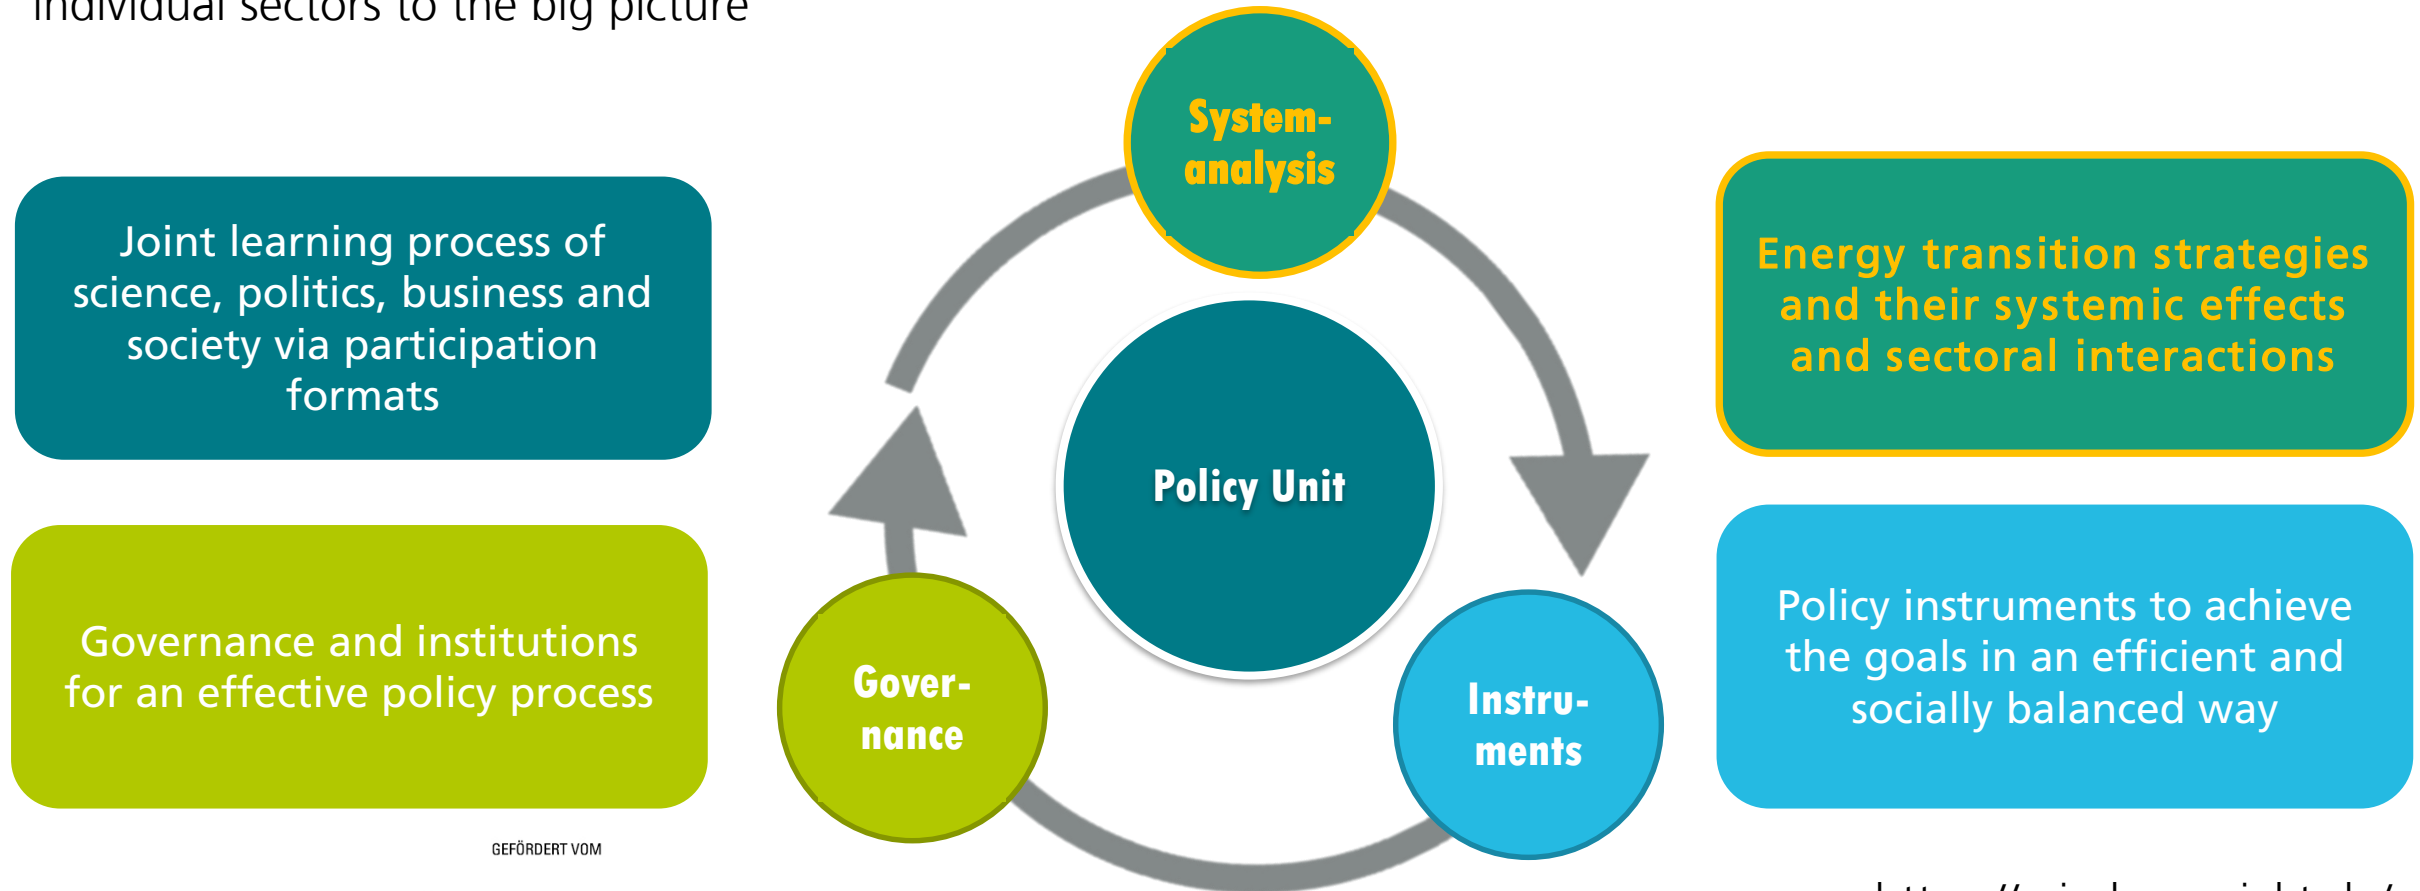 individual sectors to the big picture
System-
analysis
Joint learning process of
science, politics, business and
society via participation
formats
Energy transition strategies
and their systemic effects
and sectoral interactions
Policy Unit
Governance and institutions
for an effective policy process
Gover-
nance
Instru-
ments
Policy instruments to achieve
the goals in an efficient and
socially balanced way
GEFÖRDERT VOM